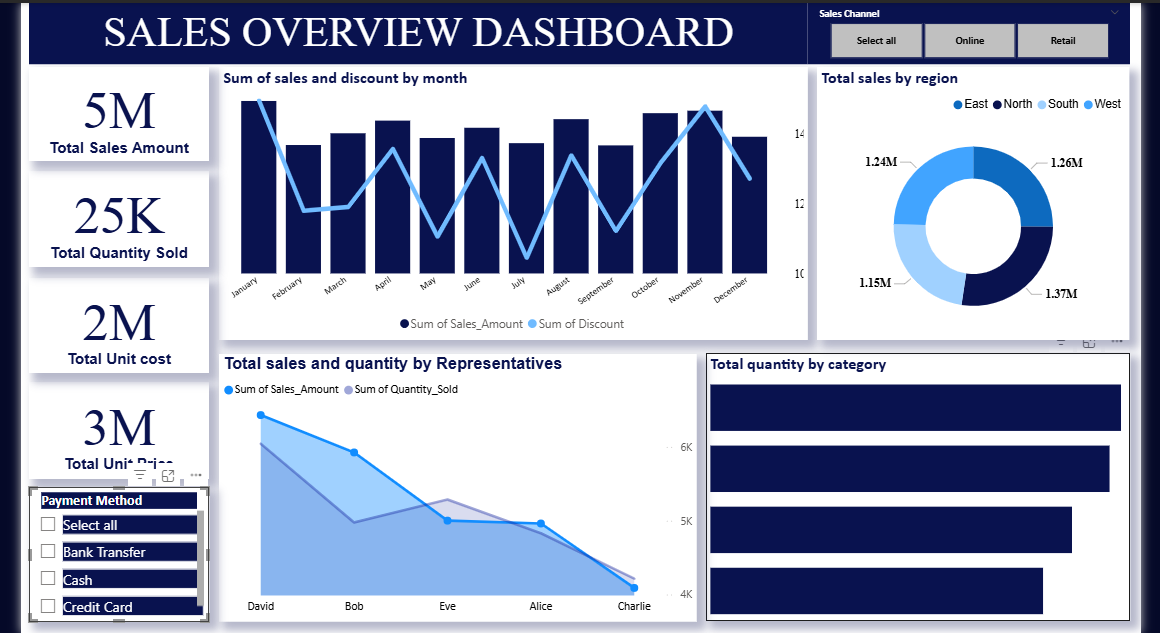 SALES OVERVIEW DASHBOARD
Sales Channel
Select all
Online
Retail
5M
Total Sales Amount
25K
Total Quantity Sold
2M
Total Unit cost
3M
Total Unit Price
Payment Method
Select all
Bank Transfer
Cash
Credit Card
Sum of sales and discount by month
14
12
10
January
February
March
April
May
June
July
August
September
October
November
December
Sum of Sales_Amount
Sum of Discount
Total sales by region
East
North
South
West
1.24M
1.26M
1.15M
1.37M
Total sales and quantity by Representatives
Sum of Sales_Amount
Sum of Quantity_Sold
6K
5K
4K
David
Bob
Eve
Alice
Charlie
Total quantity by category